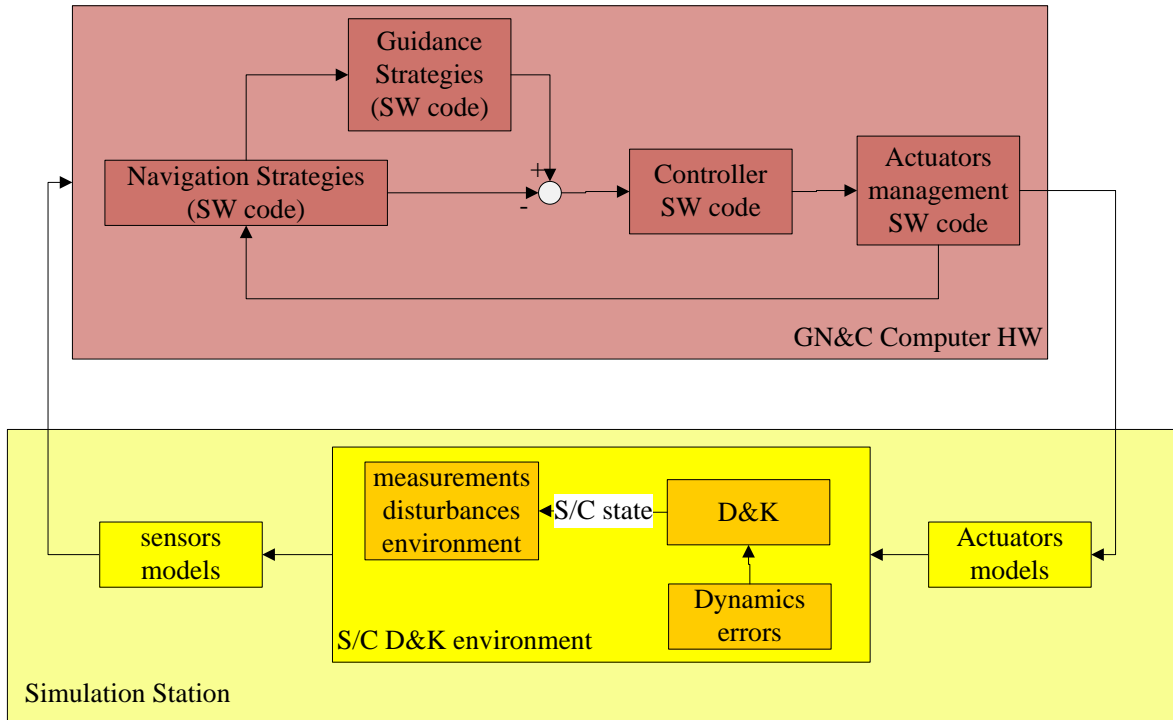 Guidance
Strategies
(SW code)
Navigation Strategies
(SW code)
+
-
Controller
SW code
Actuators
management
SW code
GN&C Computer HW
measurements
disturbances
environment
S/C state
D&K
sensors
models
Actuators
models
Dynamics
errors
S/C D&K environment
Simulation Station